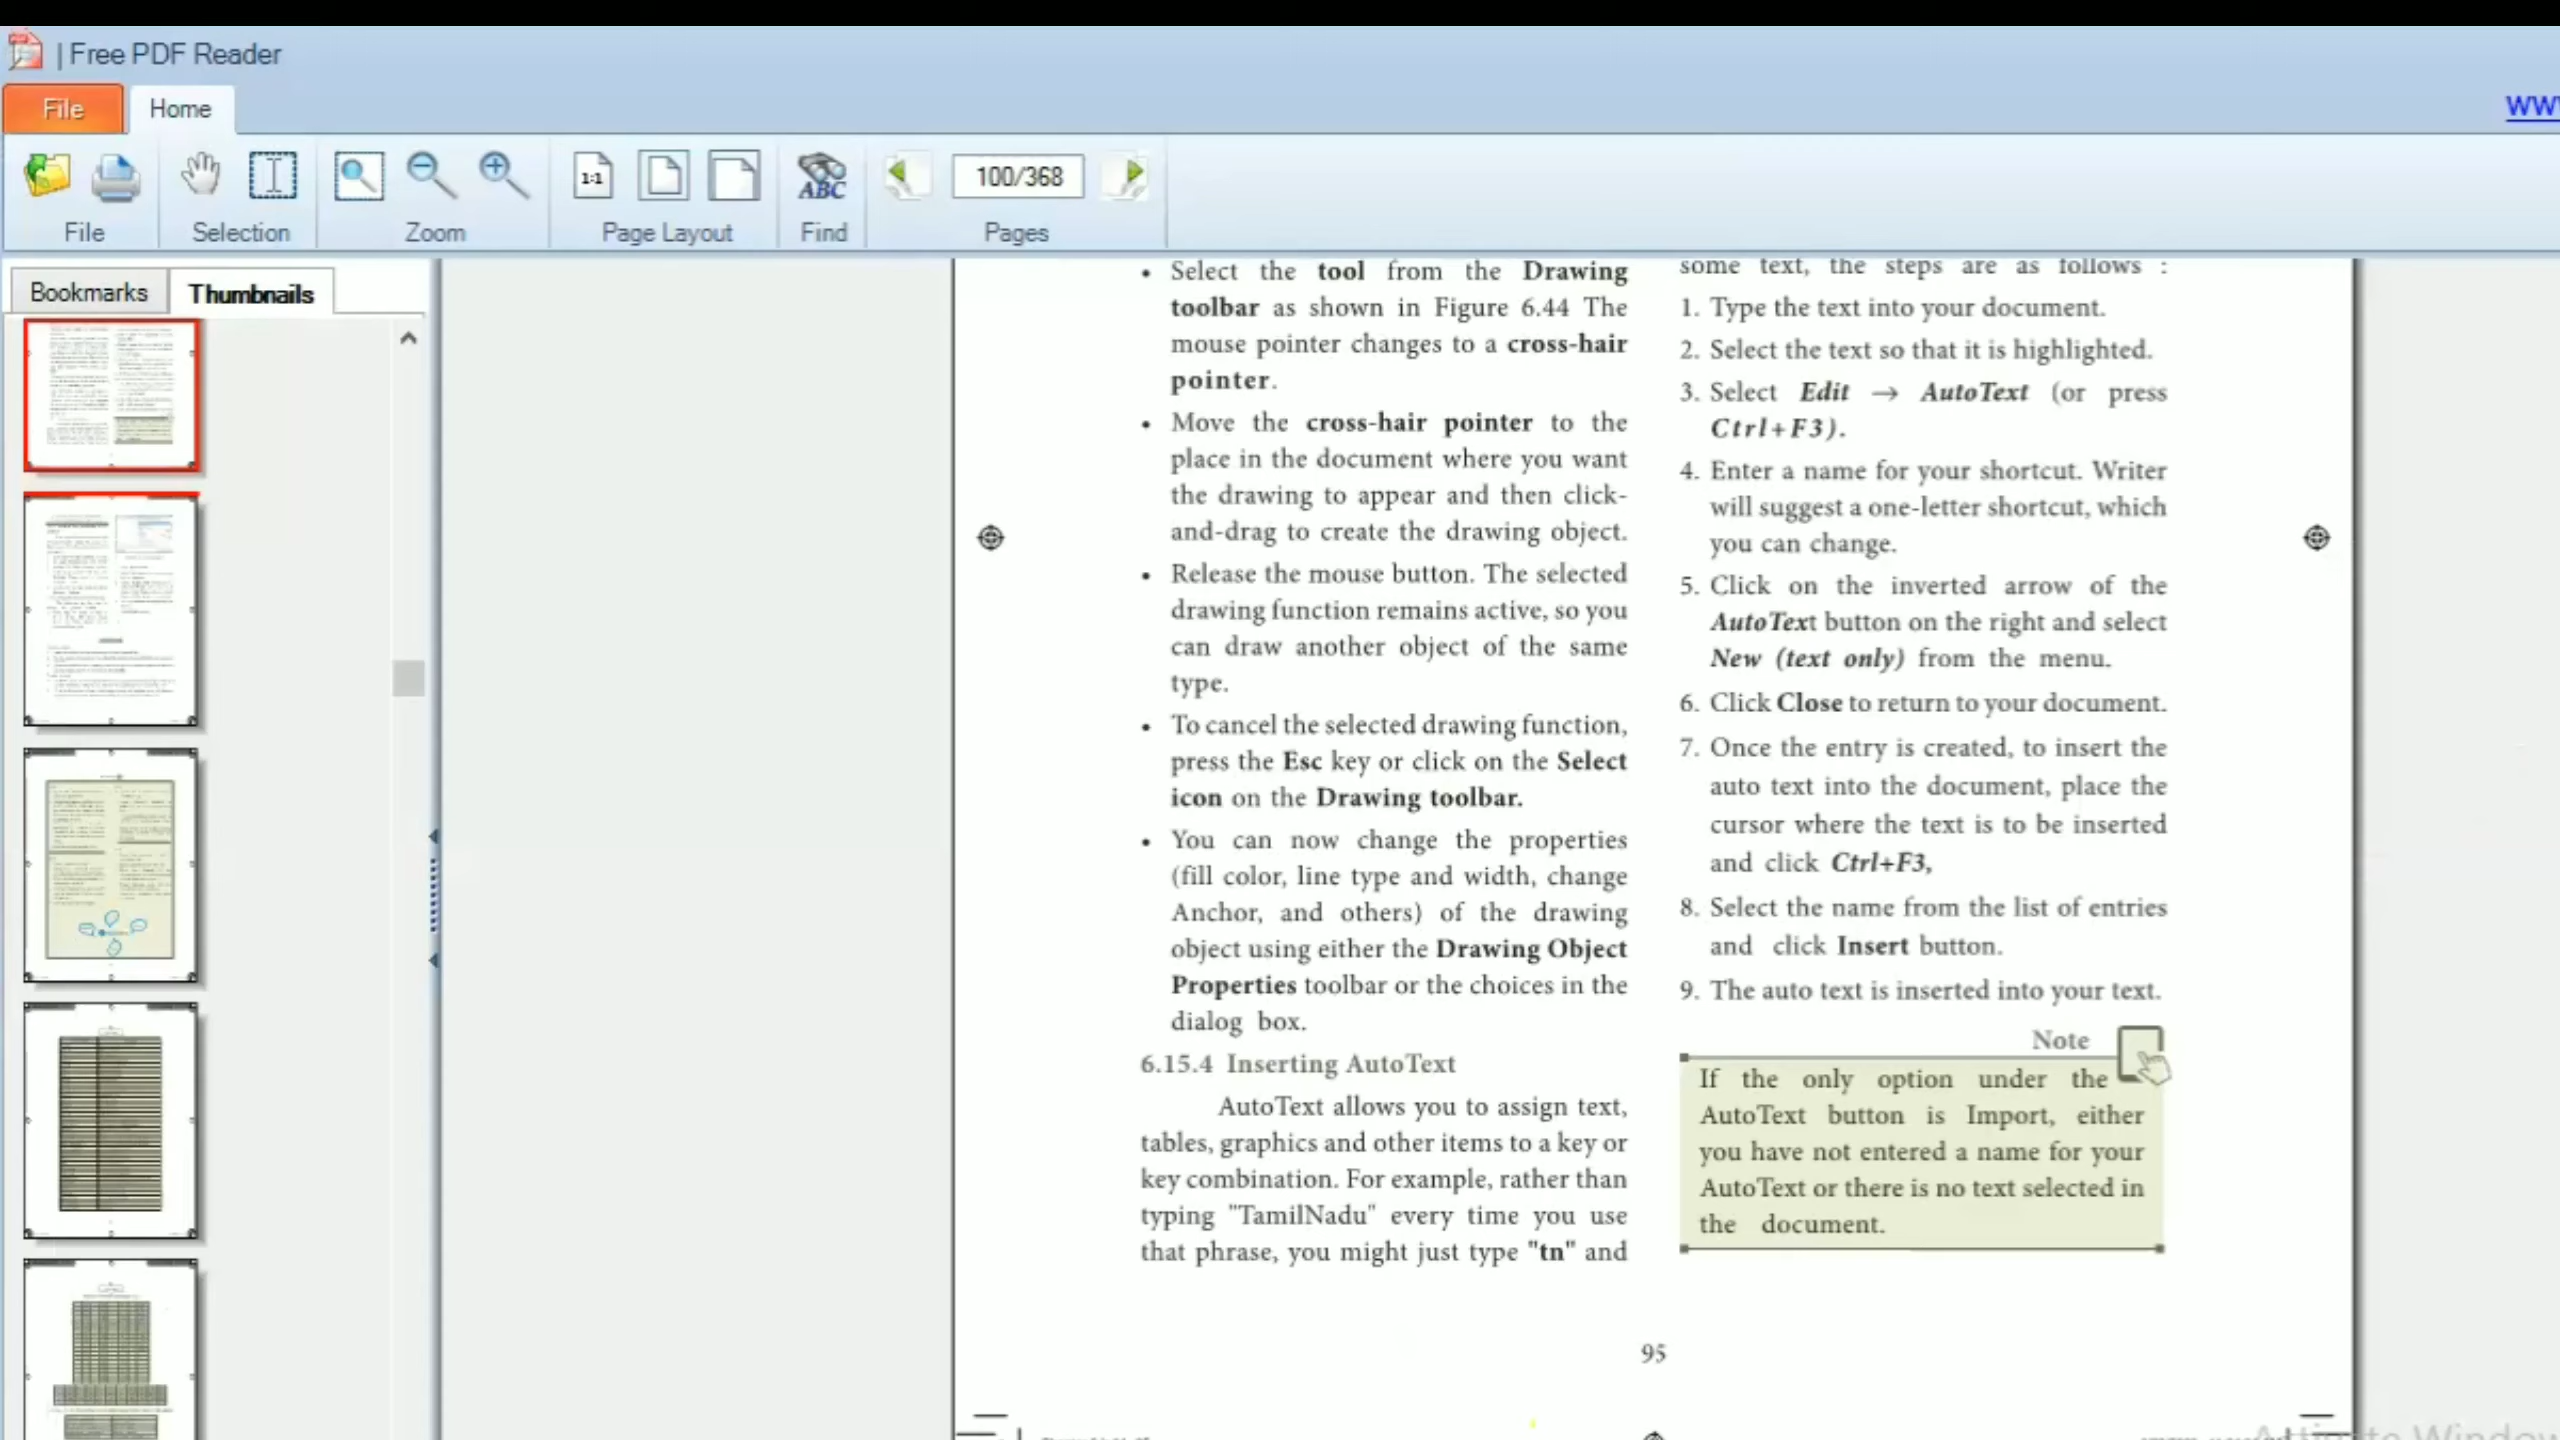 | Free PDF Reader
File
Home
WWW
1:1
ABC
100/368
File
Selection
Zoom
Page Layout
Find
Pages
Bookmarks
Thumbnails
• Select the tool from the Drawing
toolbar as shown in Figure 6.44 The
mouse pointer changes to a cross-hair
pointer.
• Move the cross-hair pointer to the
place in the document where you want
the drawing to appear and then click-
and-drag to create the drawing object.
• Release the mouse button. The selected
drawing function remains active, so you
can draw another object of the same
type.
• To cancel the selected drawing function,
press the Esc key or click on the Select
icon on the Drawing toolbar.
• You can now change the properties
(fill color, line type and width, change
Anchor, and others) of the drawing
object using either the Drawing Object
Properties toolbar or the choices in the
dialog box.
6.15.4 Inserting AutoText
AutoText allows you to assign text,
tables, graphics and other items to a key or
key combination. For example, rather than
typing "TamilNadu" every time you use
that phrase, you might just type "tn" and
some text, the steps are as follows :
1. Type the text into your document.
2. Select the text so that it is highlighted.
3. Select Edit → AutoText (or press
Ctrl+F3).
4. Enter a name for your shortcut. Writer
will suggest a one-letter shortcut, which
you can change.
5. Click on the inverted arrow of the
AutoText button on the right and select
New (text only) from the menu.
6. Click Close to return to your document.
7. Once the entry is created, to insert the
auto text into the document, place the
cursor where the text is to be inserted
and click Ctrl+F3,
8. Select the name from the list of entries
and click Insert button.
9. The auto text is inserted into your text.
Note
If the only option under the
AutoText button is Import, either
you have not entered a name for your
AutoText or there is no text selected in
the document.
95